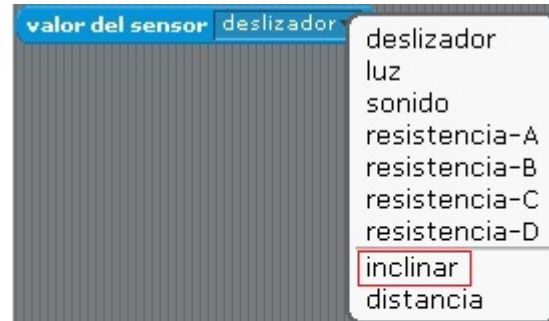 valor del sensor deslizador
deslizador
luz
sonido
resistencia-A
resistencia-B
resistencia-C
resistencia-D
inclinar
distancia